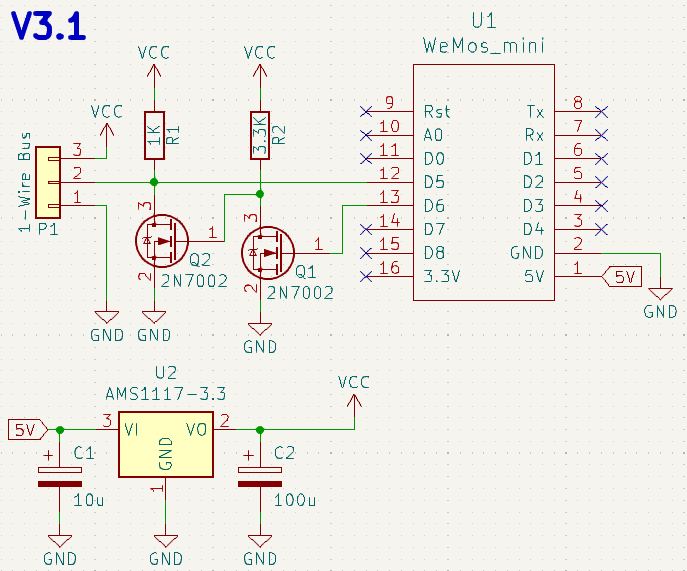 V3.1
U1
WeMos_mini
VCC
VCC
VCC
1K
R1
3.3K
R2
1-Wire Bus
3
2
1
P1
9 Rst Tx 8
10 A0 Rx 7
11 D0 D1 6
12 D5 D2 5
13 D6 D3 4
14 D7 D4 3
15 D8 GND 2
16 3.3V 5V 1
5V
GND
3
1
2
Q2
2N7002
3
1
2
Q1
2N7002
GND
GND
GND
U2
AMS1117-3.3
VCC
5V
3 VI VO 2
GND
1
+ C1
10u
+ C2
100u
GND
GND
GND